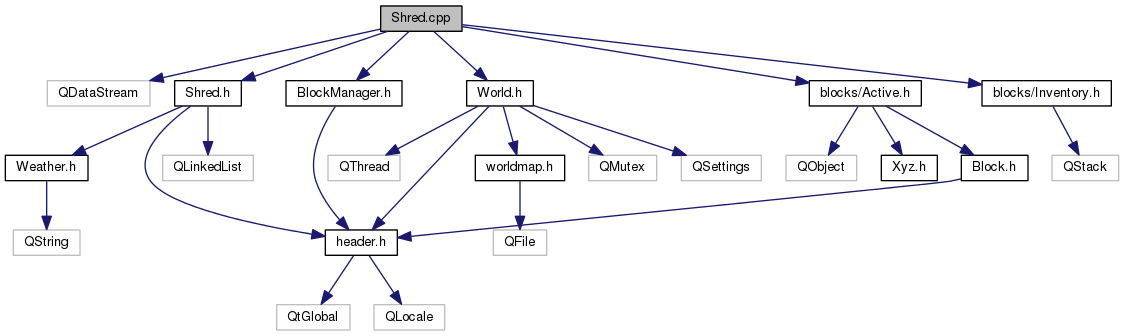 Shred.cpp
QDataStream
Shred.h
BlockManager.h
World.h
blocks/Active.h
blocks/Inventory.h
Weather.h
QLinkedList
QThread
worldmap.h
QMutex
QSettings
QObject
Xyz.h
Block.h
QStack
QString
header.h
QFile
QtGlobal
QLocale